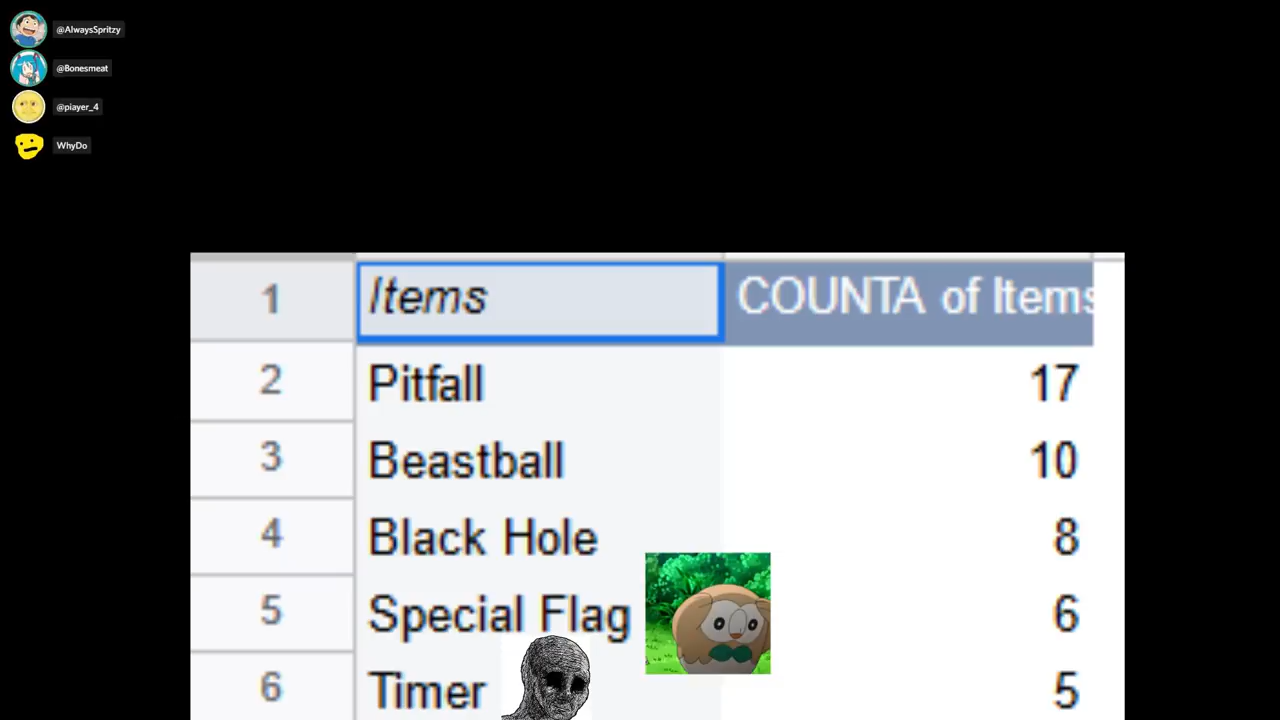 @AlwaysSpritzy
@Bonesmeat
@piayer_4
WhyDo
1 Items COUNTA of Items
2 Pitfall 17
3 Beastball 10
4 Black Hole 8
5 Special Flag 6
6 Timer 5